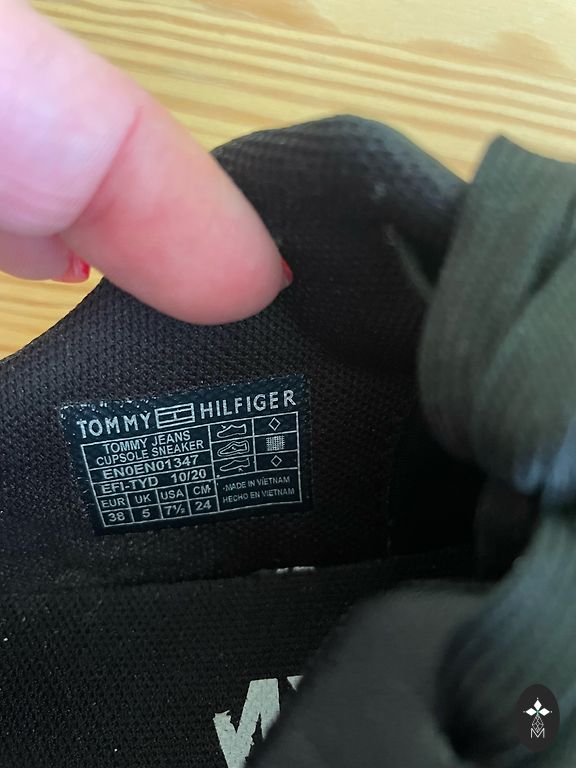 TOMMY HILFIGER
TOMMY JEANS
CUPSOLE SNEAKER
EN0EN01347
EFI-TYD 10/20
EUR UK USA CM
38 5 7½ 24
-MADE IN VIETNAM
HECHO EN VIETNAM
M